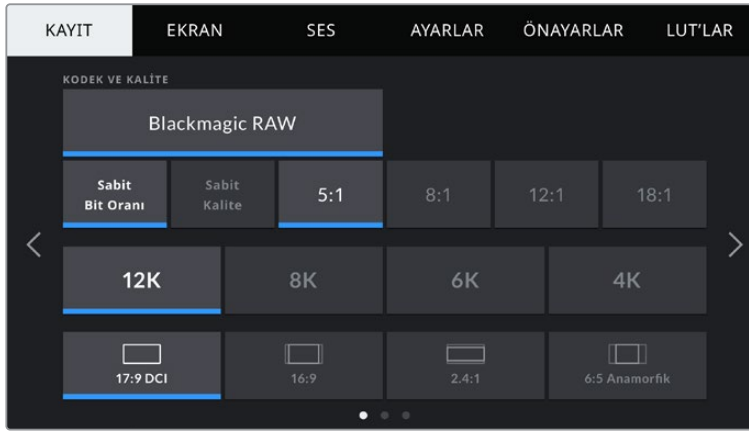 KAYIT EKRAN SES AYARLAR ÖNAYARLAR LUT'LAR
KODEK VE KALİTE
Blackmagic RAW
Sabit Bit Oranı
Sabit Kalite
5:1 8:1 12:1 18:1
12K 8K 6K 4K
17:9 DCI 16:9 2.4:1 6:5 Anamorfik